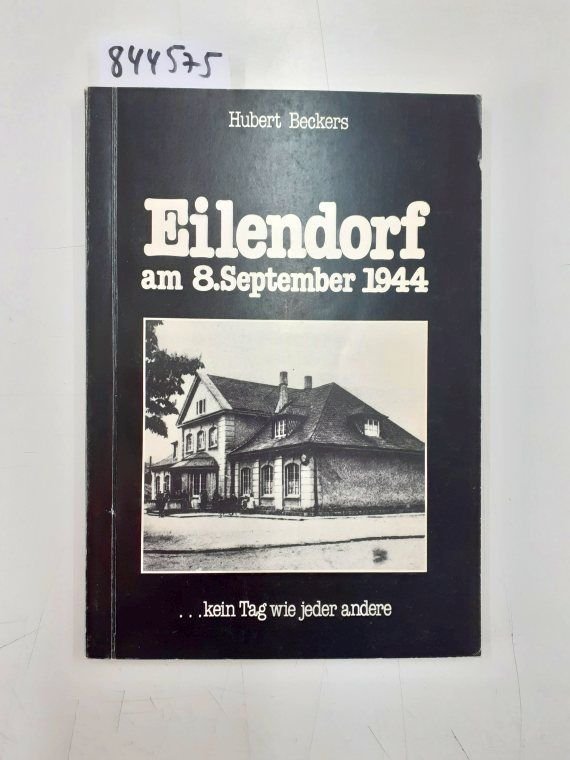 844575
Hubert Beckers
Eilendorf
am 8.September 1944
...kein Tag wie jeder andere